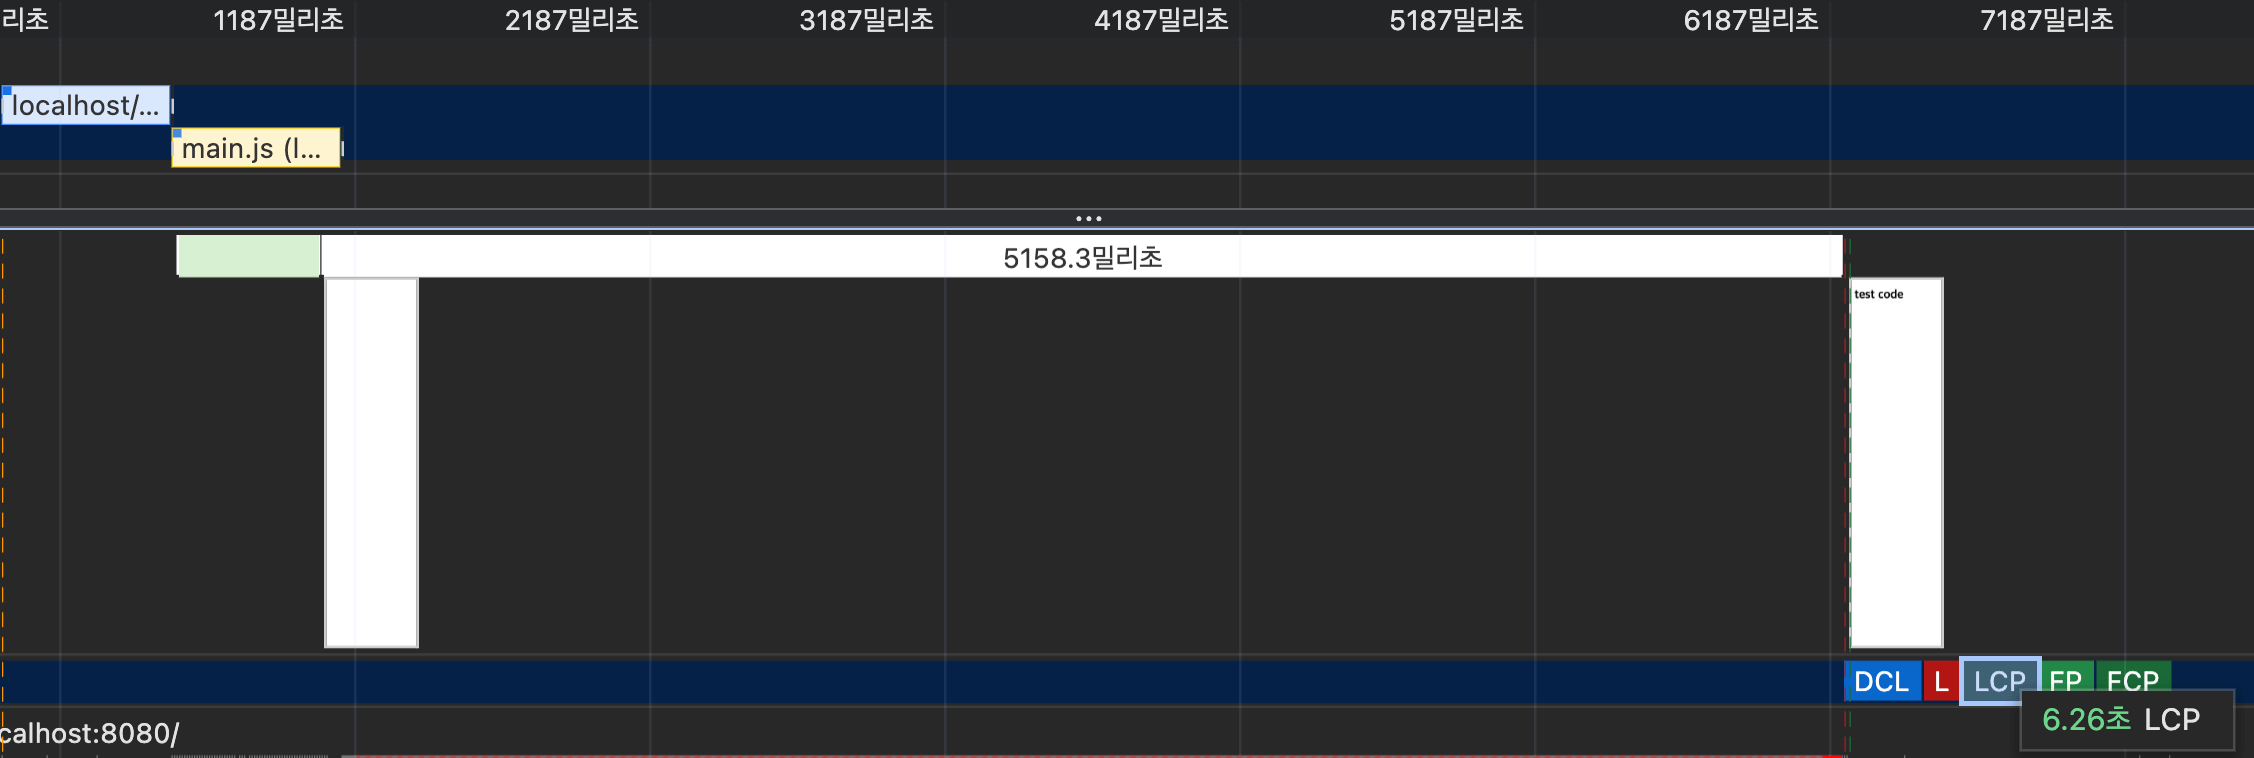 리초 1187밀리초 2187밀리초 3187밀리초 4187밀리초 5187밀리초 6187밀리초 7187밀리초
localhost/...
main.js (l...
...
5158.3밀리초
test code
DCL L LCP FP FCP
6.26초 LCP
calhost:8080/